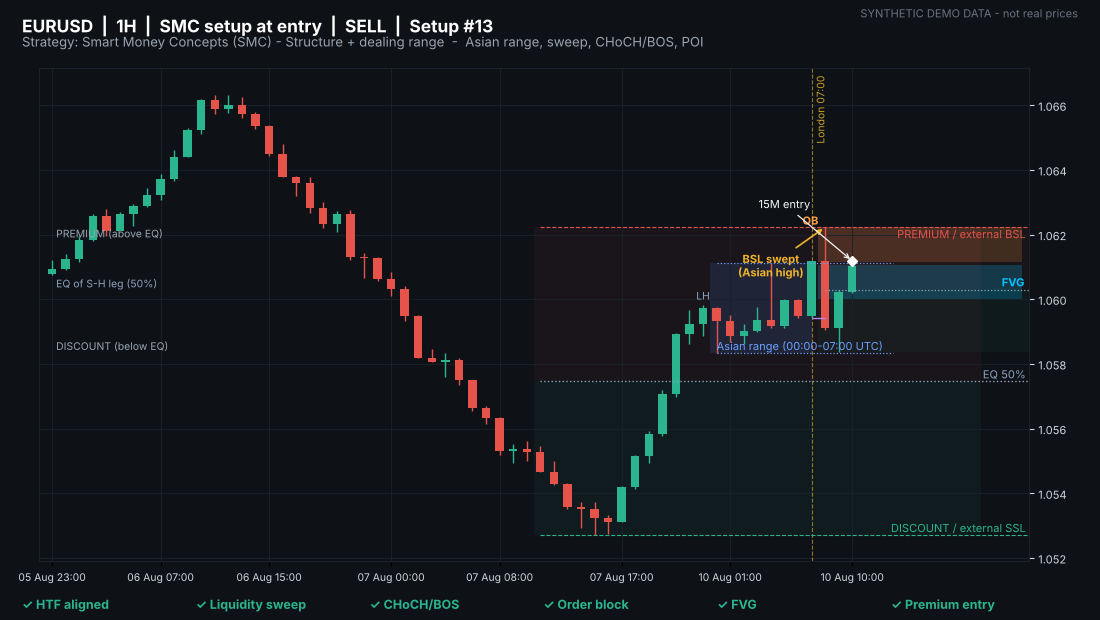 SYNTHETIC DEMO DATA - not real prices
EURUSD | 1H | SMC setup at entry | SELL | Setup #13
Strategy: Smart Money Concepts (SMC) - Structure + dealing range - Asian range, sweep, CHoCH/BOS, POI
London 07:00
1.066
1.064
15M entry
OB
PREMIUM (above EQ)
PREMIUM / external BSL
1.062
BSL swept
(Asian high)
EQ of S-H leg (50%)
FVG
LH
1.060
DISCOUNT (below EQ)
Asian range (00:00-07:00 UTC)
1.058
EQ 50%
1.056
1.054
DISCOUNT / external SSL
1.052
05 Aug 23:00
06 Aug 07:00
06 Aug 15:00
07 Aug 00:00
07 Aug 08:00
07 Aug 17:00
10 Aug 01:00
10 Aug 10:00
✓ HTF aligned
✓ Liquidity sweep
✓ CHoCH/BOS
✓ Order block
✓ FVG
✓ Premium entry